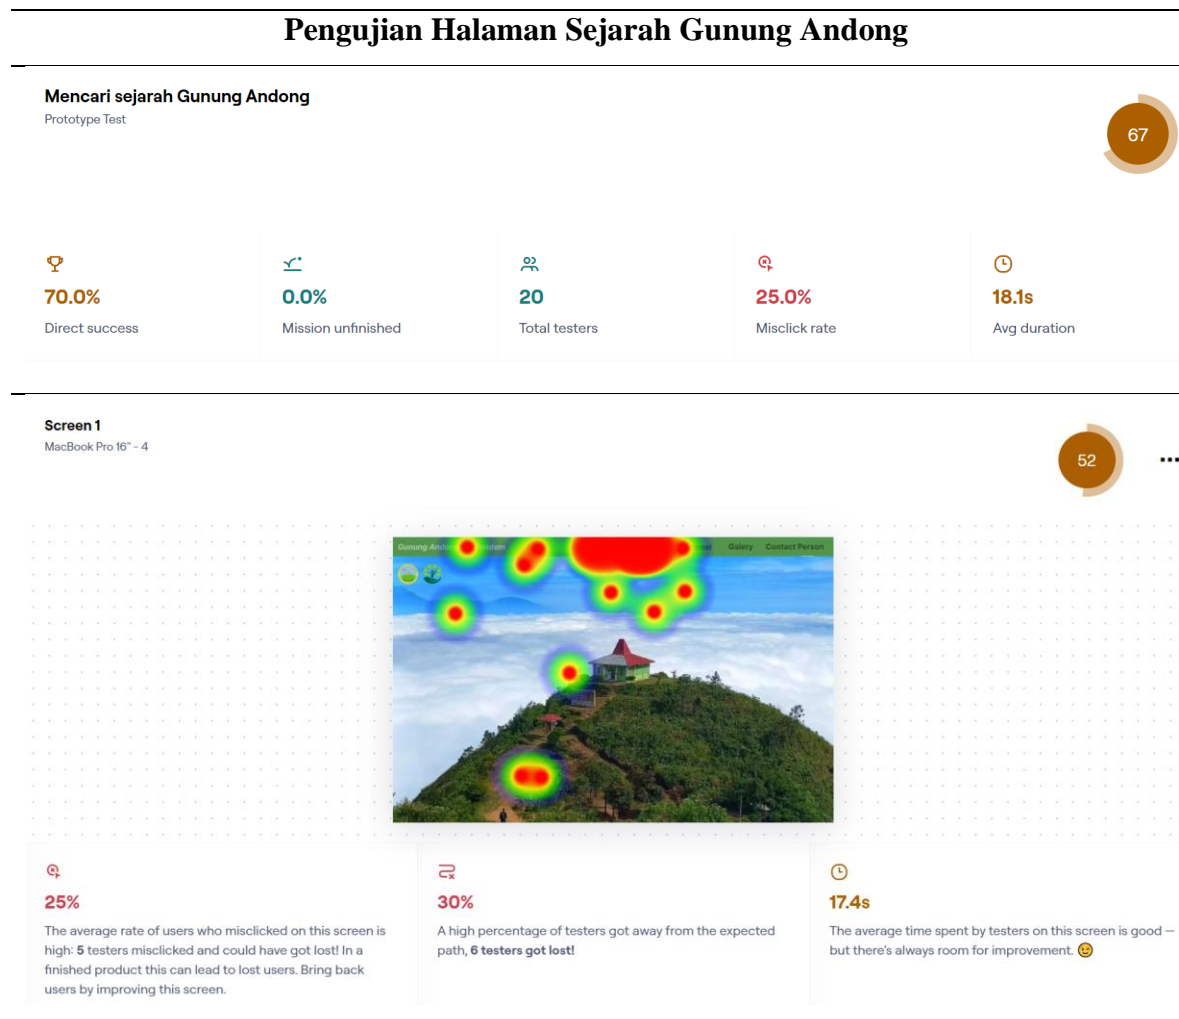 Pengujian Halaman Sejarah Gunung Andong
Mencari sejarah Gunung Andong
Prototype Test
67
70.0%
Direct success
0.0%
Mission unfinished
20
Total testers
25.0%
Misclick rate
18.1s
Avg duration
Screen 1
MacBook Pro 16" - 4
52
Gunung
Galery
Contact Person
25%
The average rate of users who misclicked on this screen is
high: 5 testers misclicked and could have got lost! In a
finished product this can lead to lost users. Bring back
users by improving this screen.
30%
A high percentage of testers got away from the expected
path, 6 testers got lost!
17.4s
The average time spent by testers on this screen is good —
but there's always room for improvement. 😉